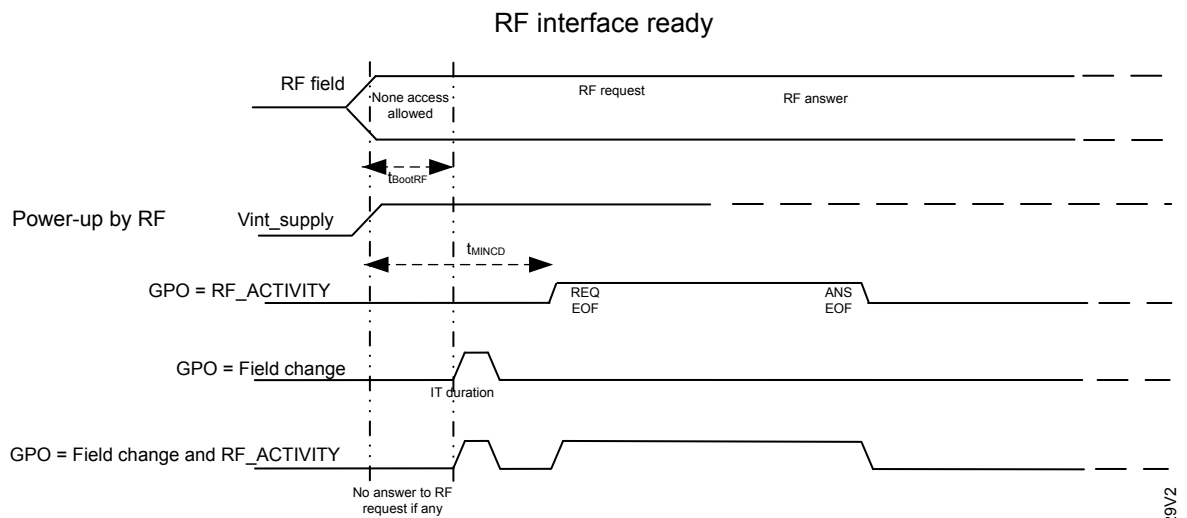 RF interface ready
RF field
None access
allowed
RF request
RF answer
tBootRF
Power-up by RF
Vint_supply
tMINCD
GPO = RF_ACTIVITY
REQ
EOF
ANS
EOF
GPO = Field change
IT duration
GPO = Field change and RF_ACTIVITY
No answer to RF
request if any